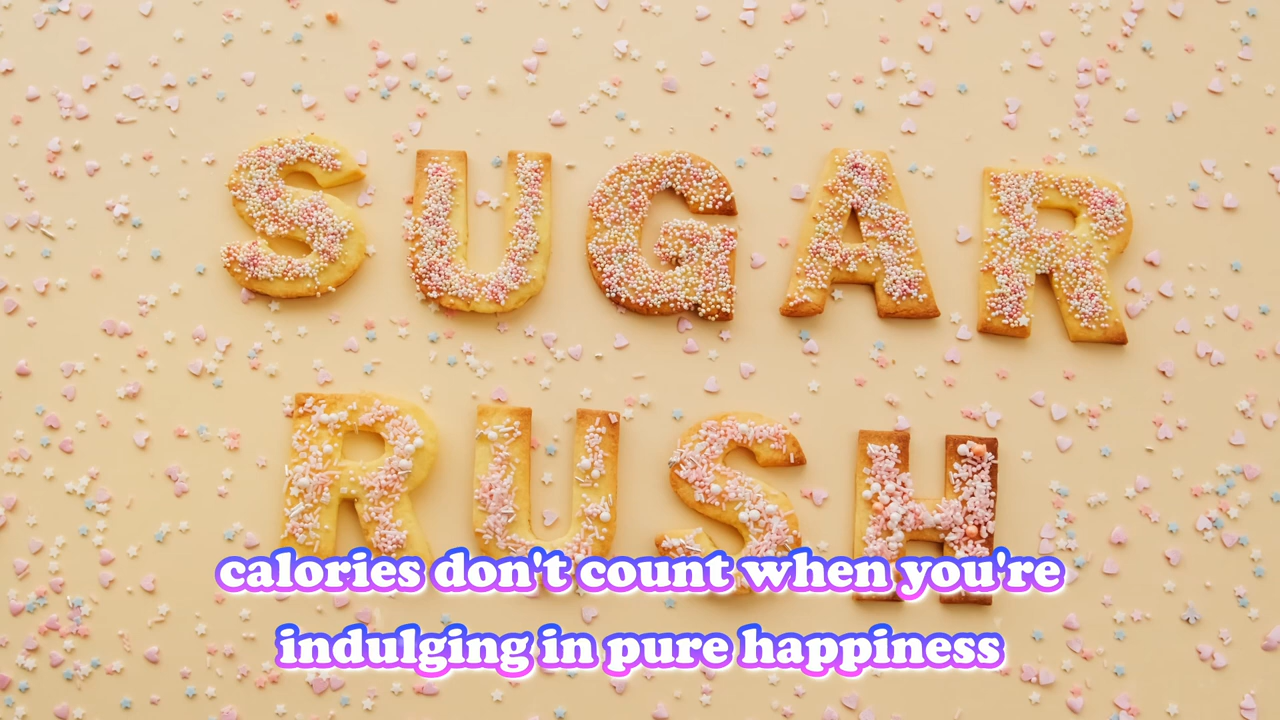 SUGAR
RUSH
calories don't count when you're
indulging in pure happiness